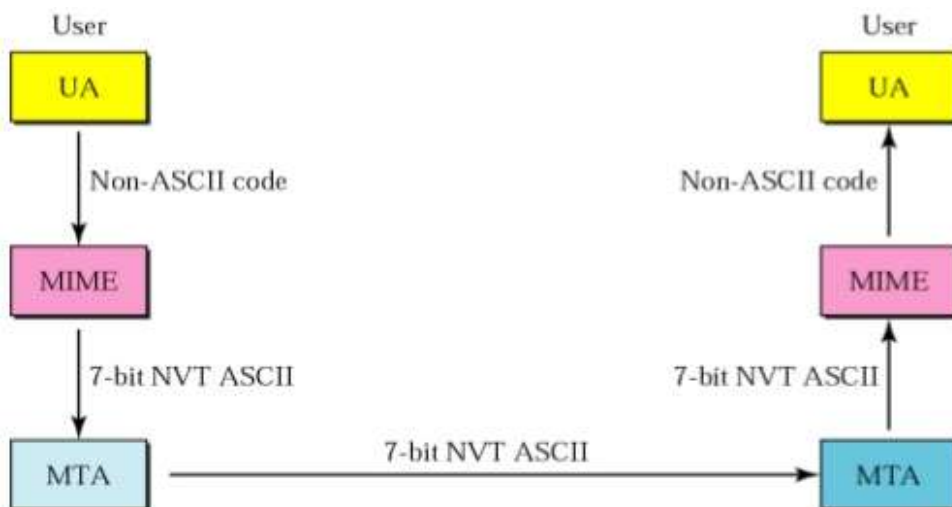 User
User
UA
UA
Non-ASCII code
Non-ASCII code
MIME
MIME
7-bit NVT ASCII
7-bit NVT ASCII
7-bit NVT ASCII
MTA
MTA